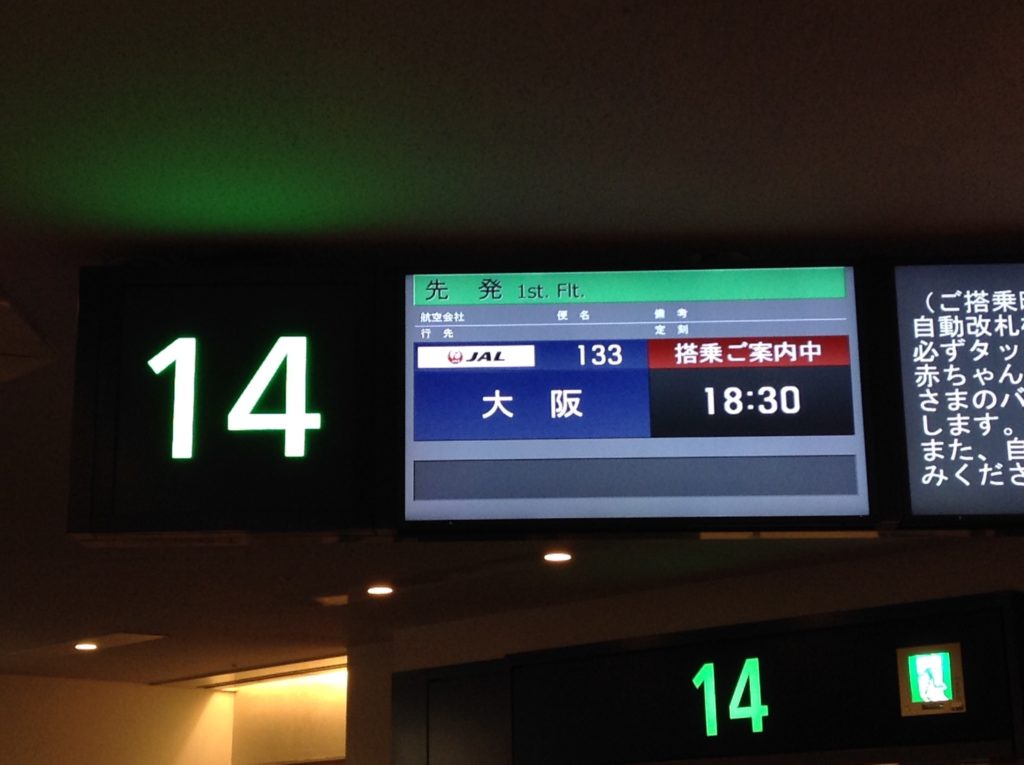 14
先 発 1st. Flt.
航空会社 便 名 備 考
行 先 定 刻
JAL 133 搭乗ご案内中
大 阪 18:30
(ご搭乗
自動改札
必ずタッ
赤ちゃん
さまのバ
します。
また、自
みくださ
14